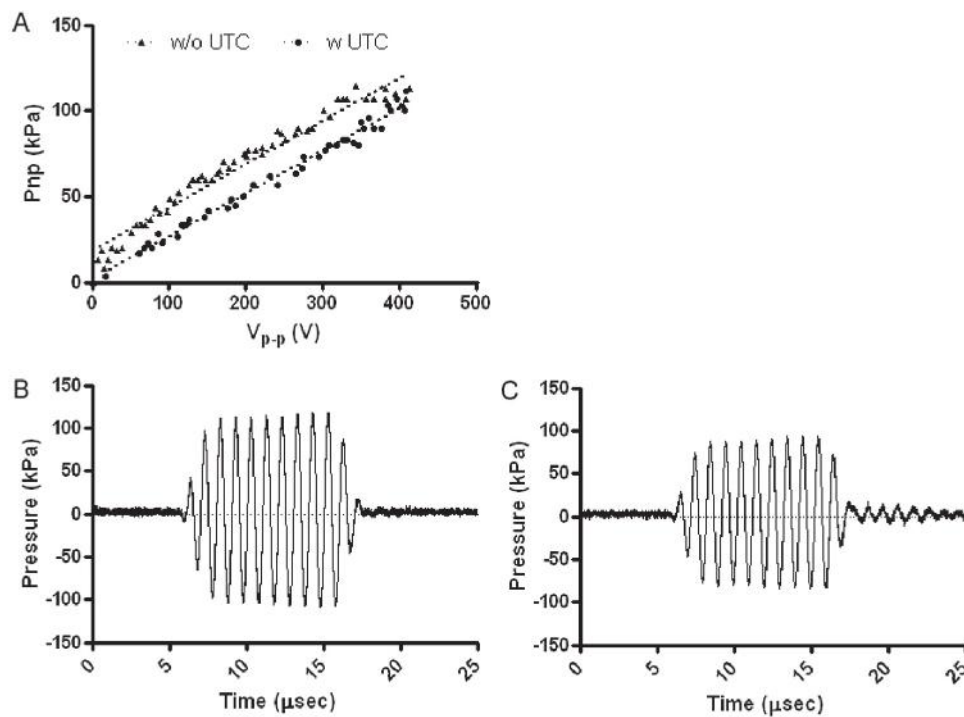 A
w/o UTC w UTC
150
100
50
0
Pnp (kPa)
0 100 200 300 400 500
Vp-p (V)
B
150
100
50
0
-50
-100
-150
Pressure (kPa)
0 5 10 15 20 25
Time (µsec)
C
150
100
50
0
-50
-100
-150
Pressure (kPa)
0 5 10 15 20 25
Time (µsec)